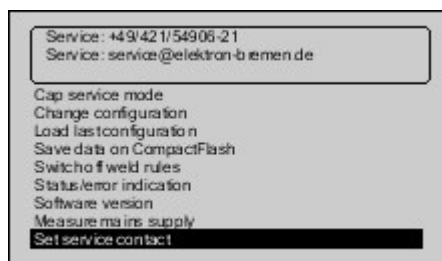 Service: +49/421/54906-21
Service: service@elektron-bremen.de
Cap service mode
Change configuration
Load last configuration
Save data on CompactFlash
Switch off weld rules
Status/error indication
Software version
Measure mains supply
Set service contact